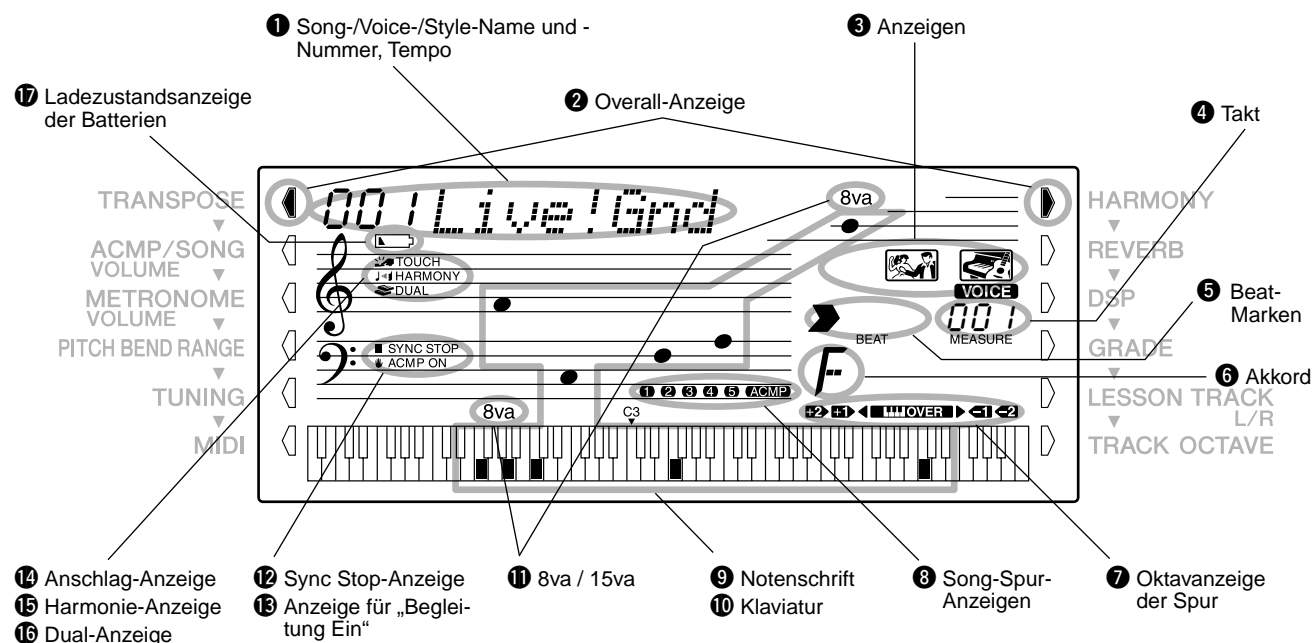 ❶ Song-/Voice-/Style-Name und -
Nummer, Tempo
❸ Anzeigen
⓱ Ladezustandsanzeige
der Batterien
❷ Overall-Anzeige
❹ Takt
TRANSPOSE
ACMP/SONG
VOLUME
METRONOME
VOLUME
PITCH BEND RANGE
TUNING
MIDI
001Live!Gnd
8va
TOUCH
HARMONY
DUAL
SYNC STOP
ACMP ON
VOICE
BEAT
001
MEASURE
F
1 2 3 4 5 ACMP
8va
C3
+2 +1 OVER -1 -2
HARMONY
REVERB
DSP
GRADE
LESSON TRACK
L/R
TRACK OCTAVE
❺ Beat-
Marken
❻ Akkord
⓮ Anschlag-Anzeige
⓯ Harmonie-Anzeige
⓰ Dual-Anzeige
⓬ Sync Stop-Anzeige
⓭ Anzeige für „Beglei-
tung Ein“
⓫ 8va / 15va
❾ Notenschrift
❿ Klaviatur
❽ Song-Spur-
Anzeigen
❼ Oktavanzeige
der Spur